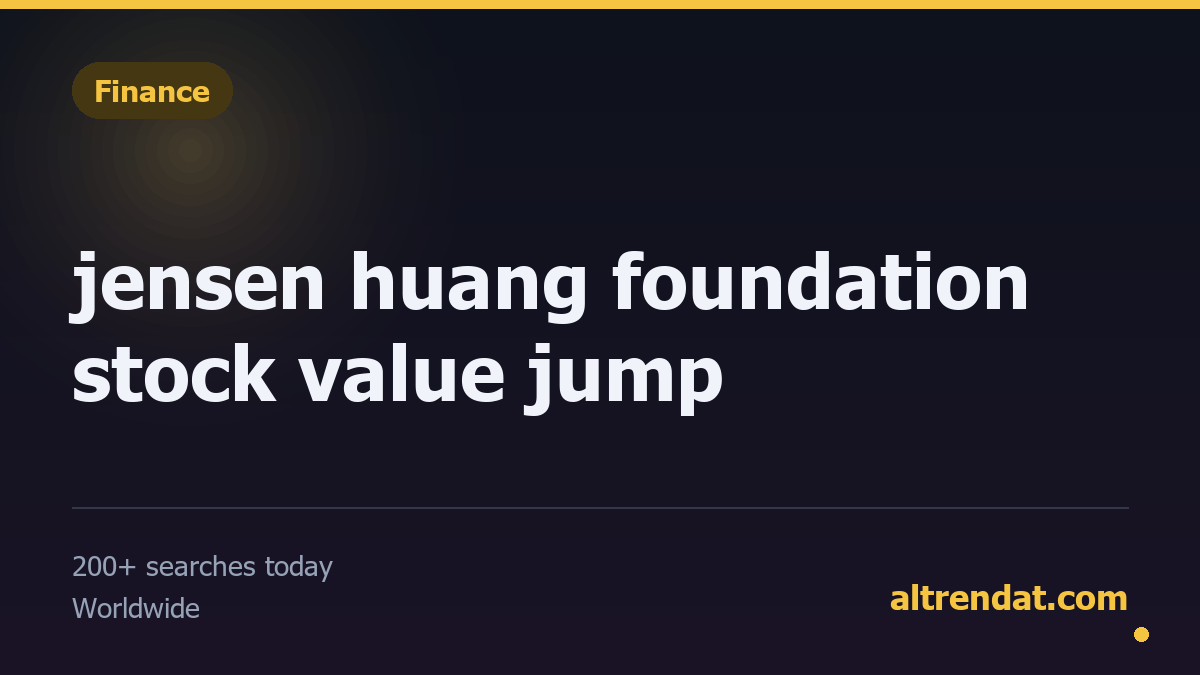 Finance
jensen huang foundation
stock value jump
200+ searches today
Worldwide
altrendat.com